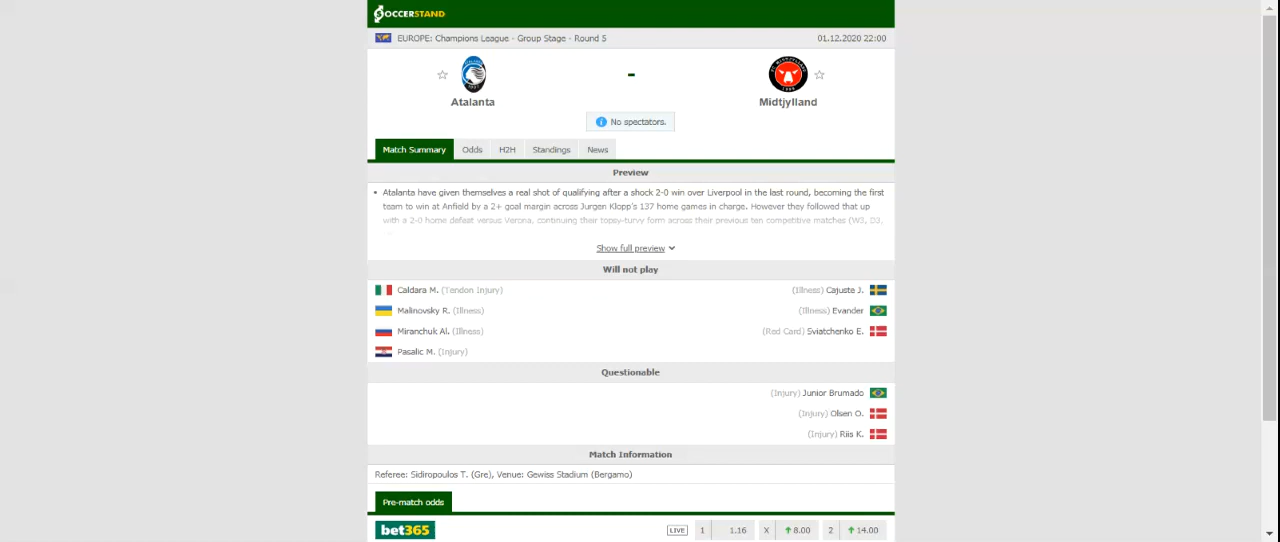 SOCCERSTAND
EUROPE: Champions League - Group Stage - Round 5 01.12.2020 22:00
-
Atalanta Midtjylland
No spectators.
Match Summary Odds H2H Standings News
Preview
• Atalanta have given themselves a real shot of qualifying after a shock 2-0 win over Liverpool in the last round, becoming the first
team to win at Anfield by a 2+ goal margin across Jurgen Klopp's 137 home games in charge. However they followed that up
with a 2-0 home defeat versus Verona, continuing their topsy-turvy form across their previous ten competitive matches (W3, D3,
Show full preview
Will not play
Caldara M. (Tendon Injury) (Illness) Cajuste J.
Malinovsky R. (Illness) (Illness) Evander
Miranchuk Al. (Illness) (Red Card) Sviatchenko E.
Pasalic M. (Injury)
Questionable
(Injury) Junior Brumado
(Injury) Olsen O.
(Injury) Riis K.
Match Information
Referee: Sidiropoulos T. (Gre), Venue: Gewiss Stadium (Bergamo)
Pre-match odds
bet365 LIVE 1 1.16 X 8.00 2 14.00